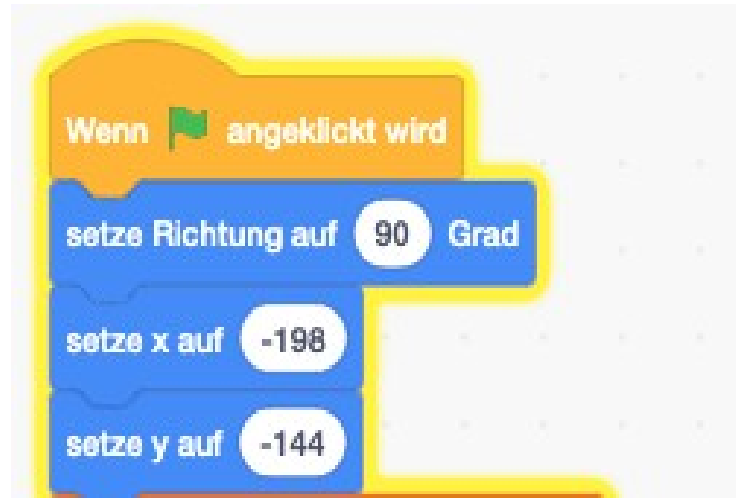 Wenn angeklickt wird
setze Richtung auf 90 Grad
setze x auf -198
setze y auf -144